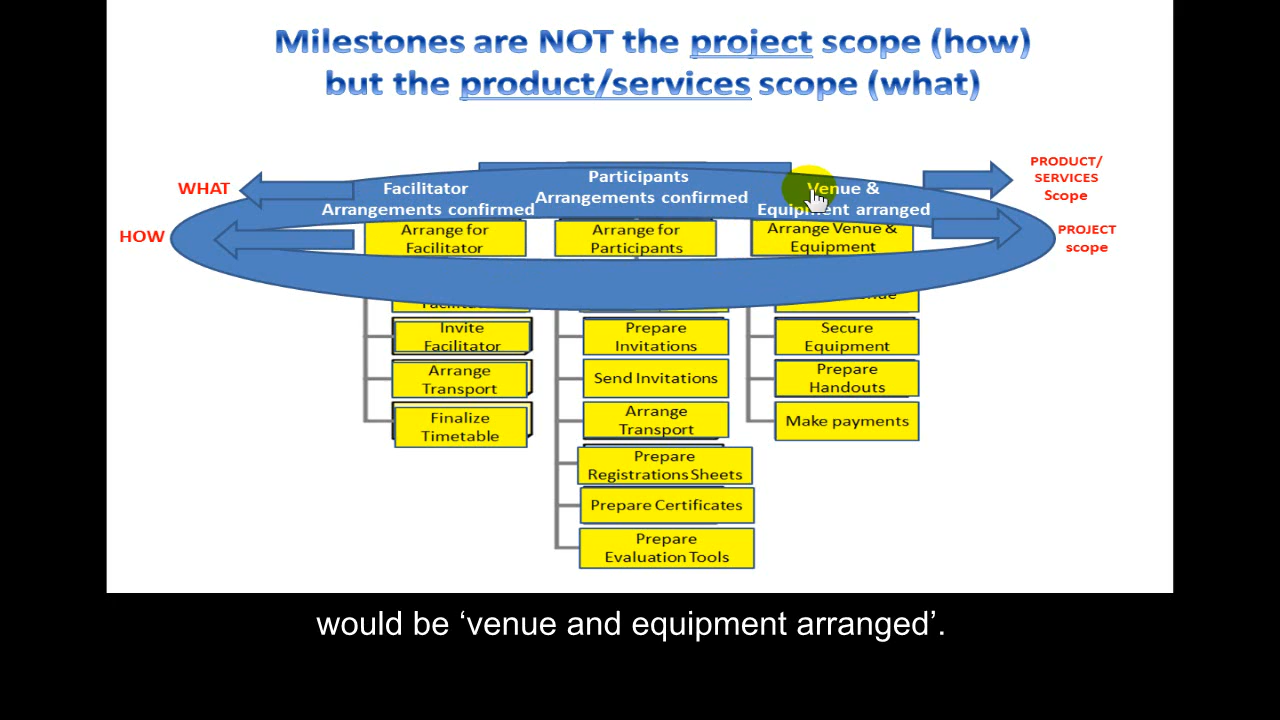 Milestones are NOT the project scope (how)
but the product/services scope (what)
PRODUCT/
SERVICES
Scope
WHAT
Facilitator
Arrangements confirmed
Participants
Arrangements confirmed
Venue &
Equipment arranged
HOW
Arrange for
Facilitator
Arrange for
Participants
Arrange Venue &
Equipment
PROJECT
scope
Invite
Facilitator
Arrange
Transport
Finalize
Timetable
Prepare
Invitations
Send Invitations
Arrange
Transport
Prepare
Registrations Sheets
Prepare Certificates
Prepare
Evaluation Tools
Secure
Equipment
Prepare
Handouts
Make payments
would be ‘venue and equipment arranged’.